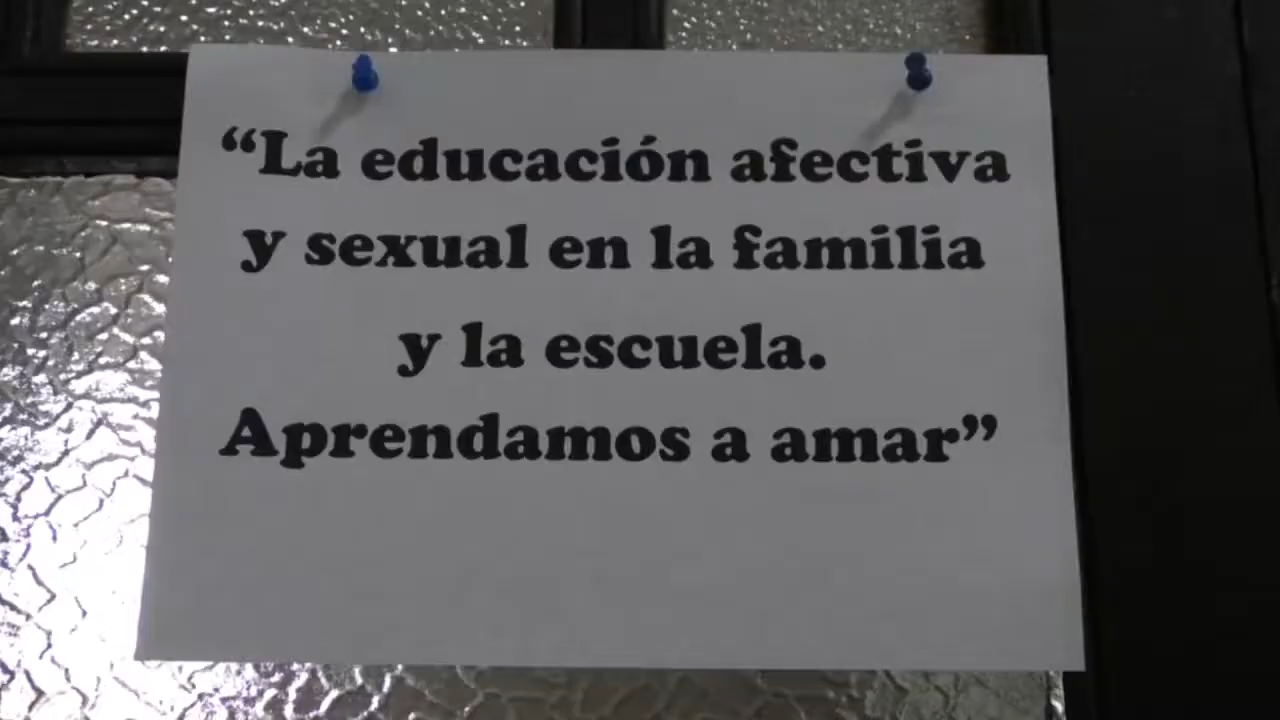 “La educación afectiva
y sexual en la familia
y la escuela.
Aprendamos a amar”